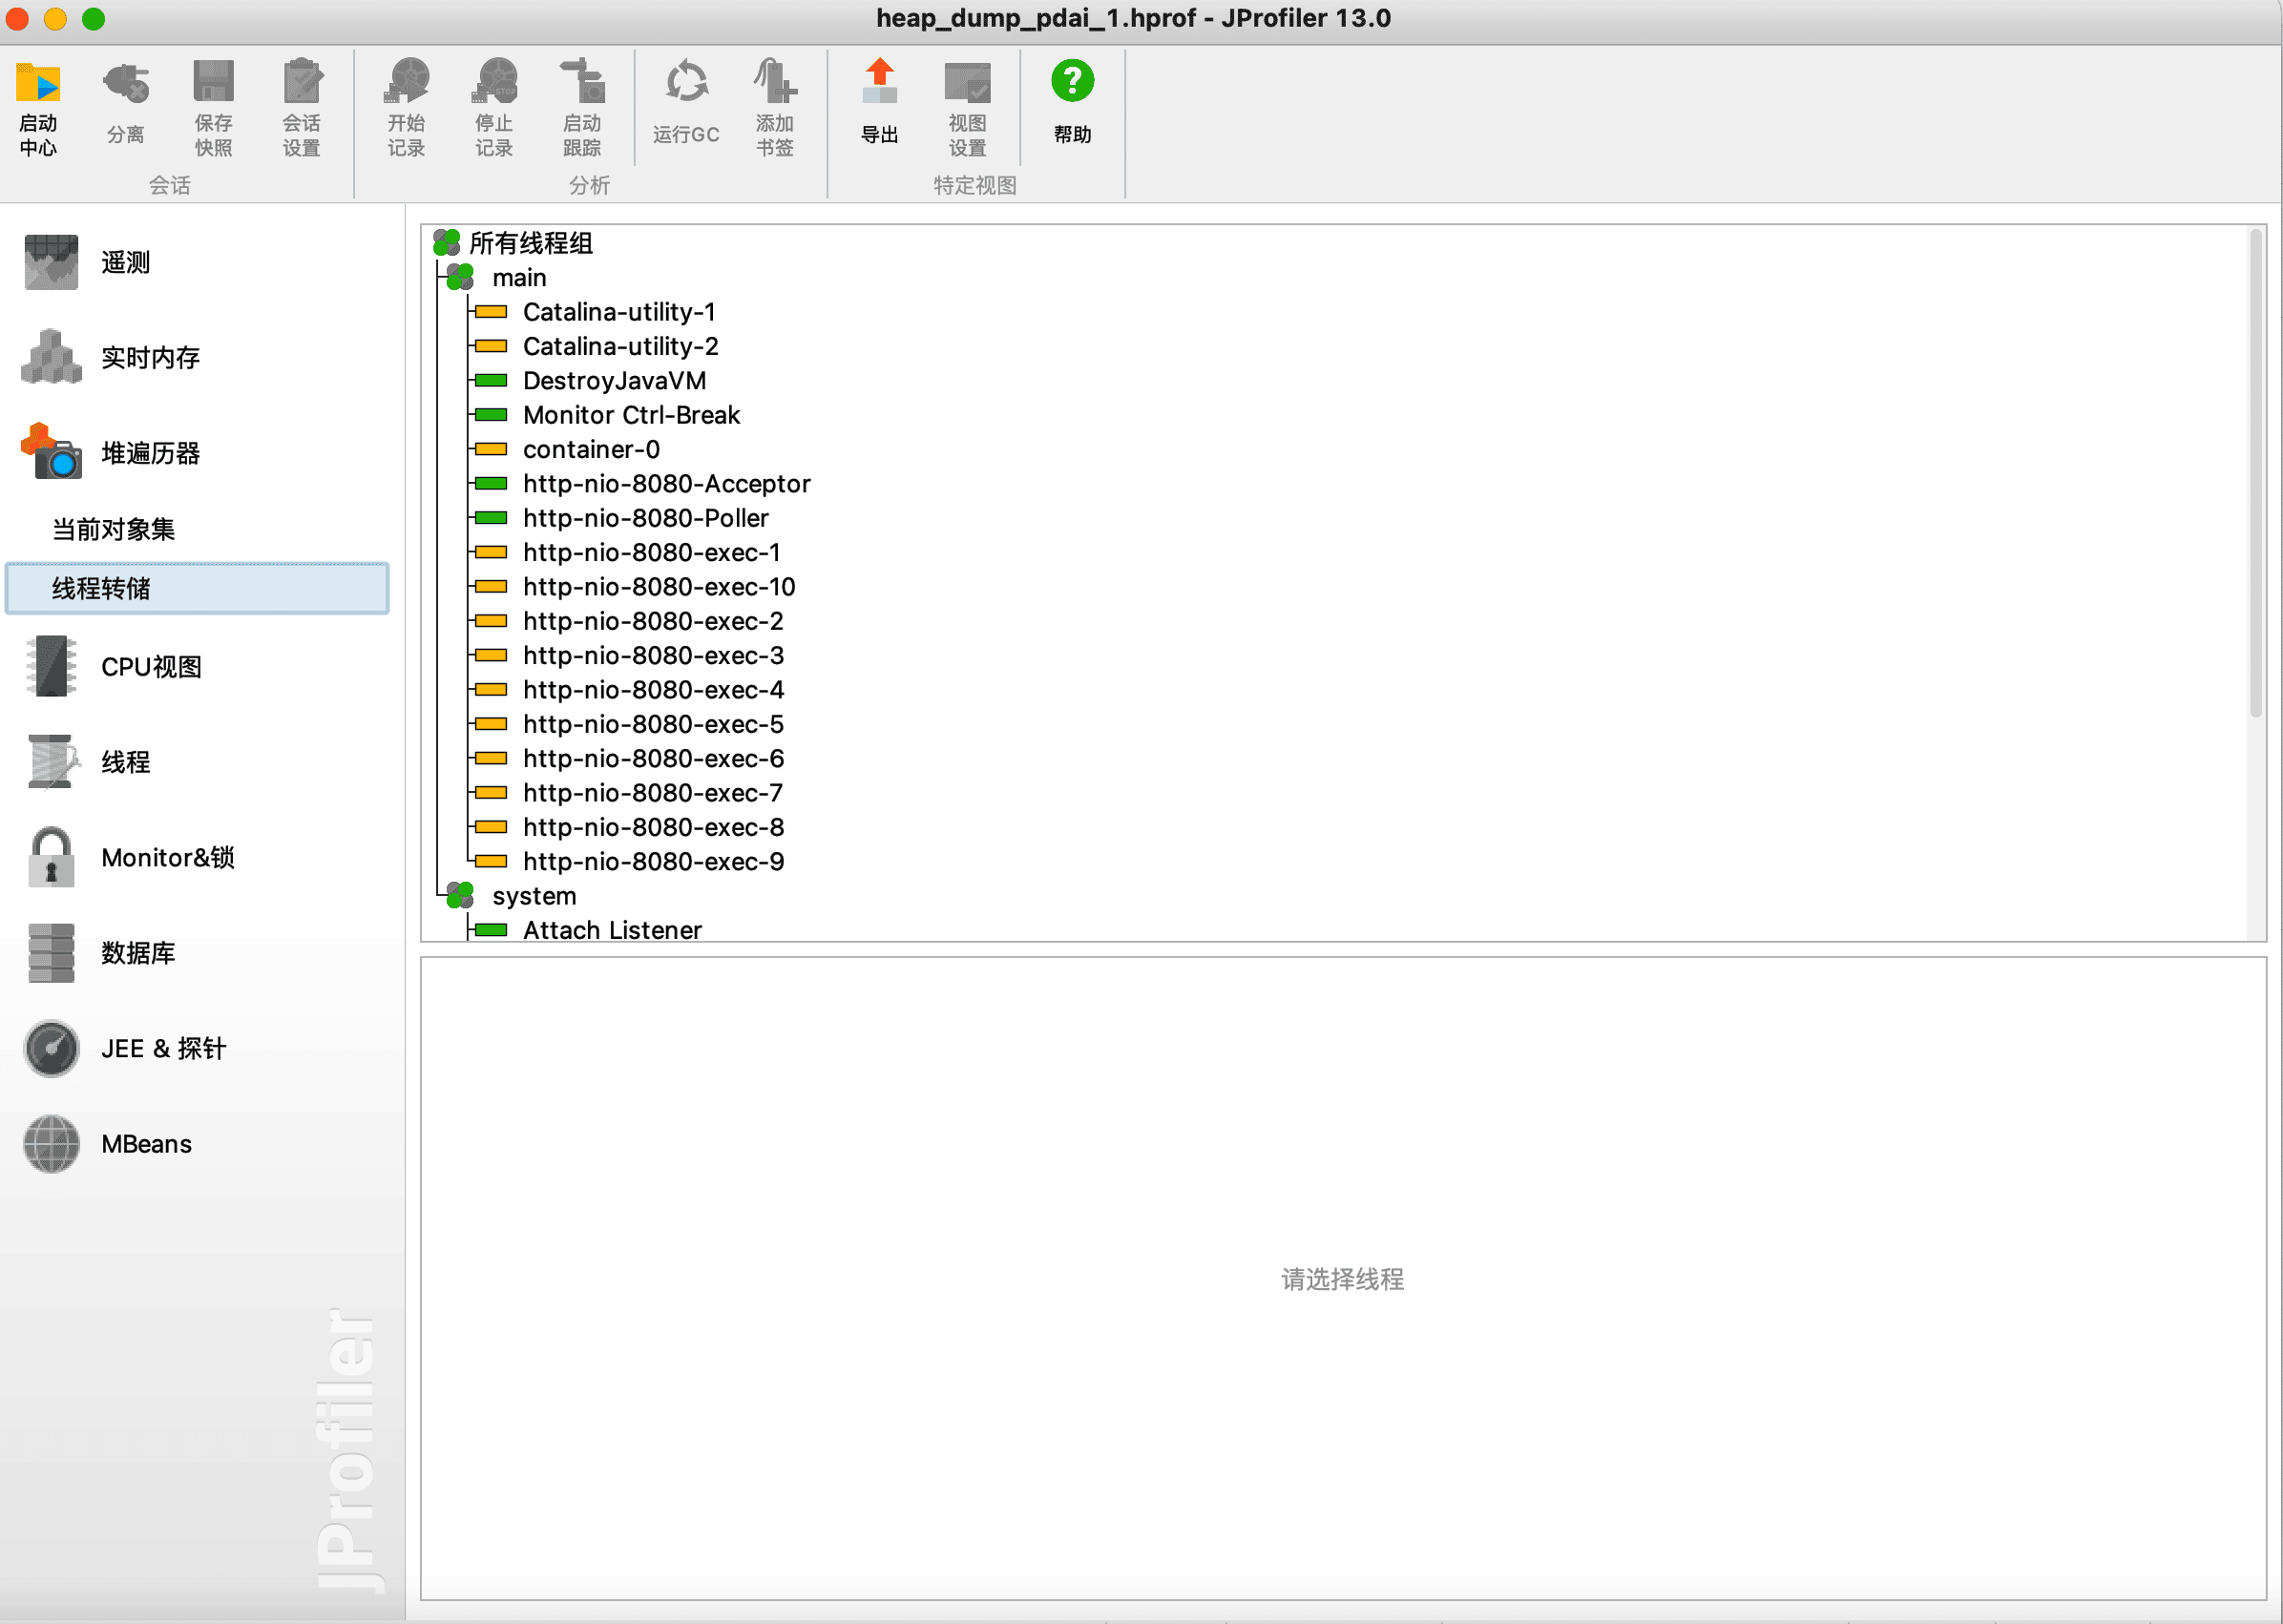 heap_dump_pdai_1.hprof - JProfiler 13.0
启动
中心
分离
保存
快照
会话
设置
会话
开始
记录
停止
记录
启动
跟踪
运行GC
添加
书签
分析
导出
视图
设置
特定视图
帮助
遥测
实时内存
堆遍历器
当前对象集
线程转储
CPU视图
线程
Monitor&锁
数据库
JEE & 探针
MBeans
JProfiler
所有线程组
main
Catalina-utility-1
Catalina-utility-2
DestroyJavaVM
Monitor Ctrl-Break
container-0
http-nio-8080-Acceptor
http-nio-8080-Poller
http-nio-8080-exec-1
http-nio-8080-exec-10
http-nio-8080-exec-2
http-nio-8080-exec-3
http-nio-8080-exec-4
http-nio-8080-exec-5
http-nio-8080-exec-6
http-nio-8080-exec-7
http-nio-8080-exec-8
http-nio-8080-exec-9
system
Attach Listener
请选择线程